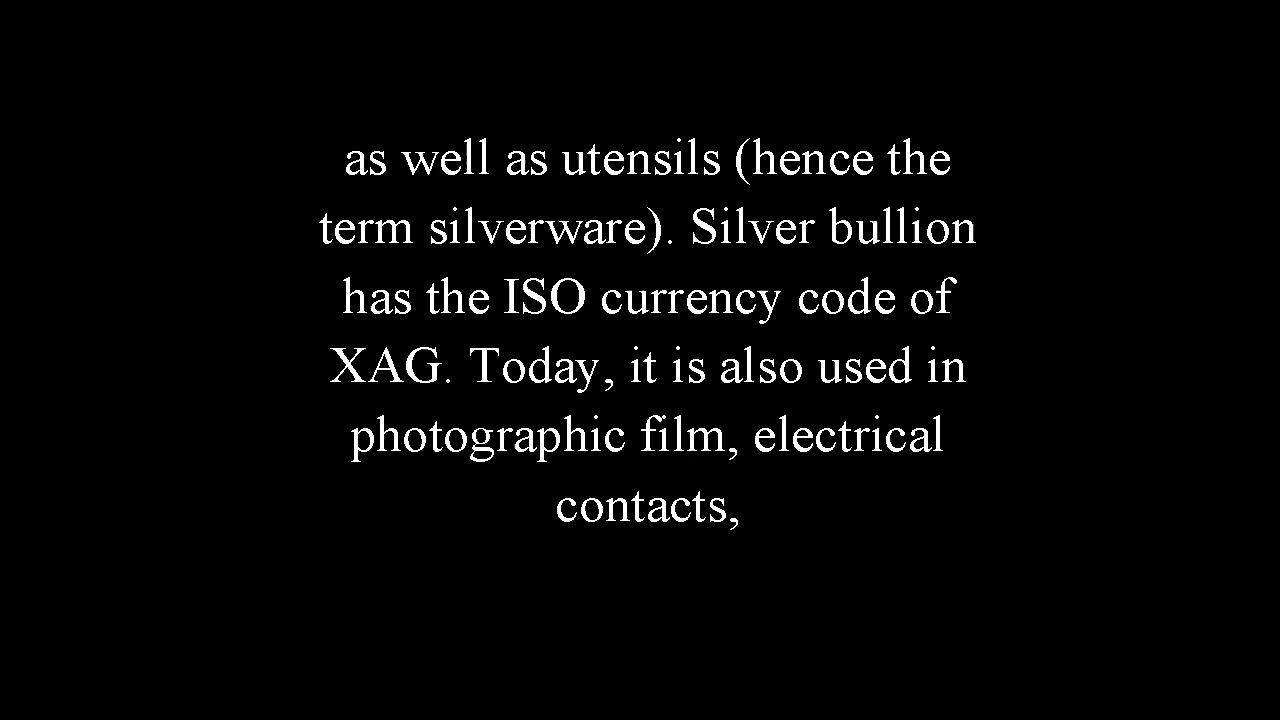 as well as utensils (hence the
term silverware). Silver bullion
has the ISO currency code of
XAG. Today, it is also used in
photographic film, electrical
contacts,